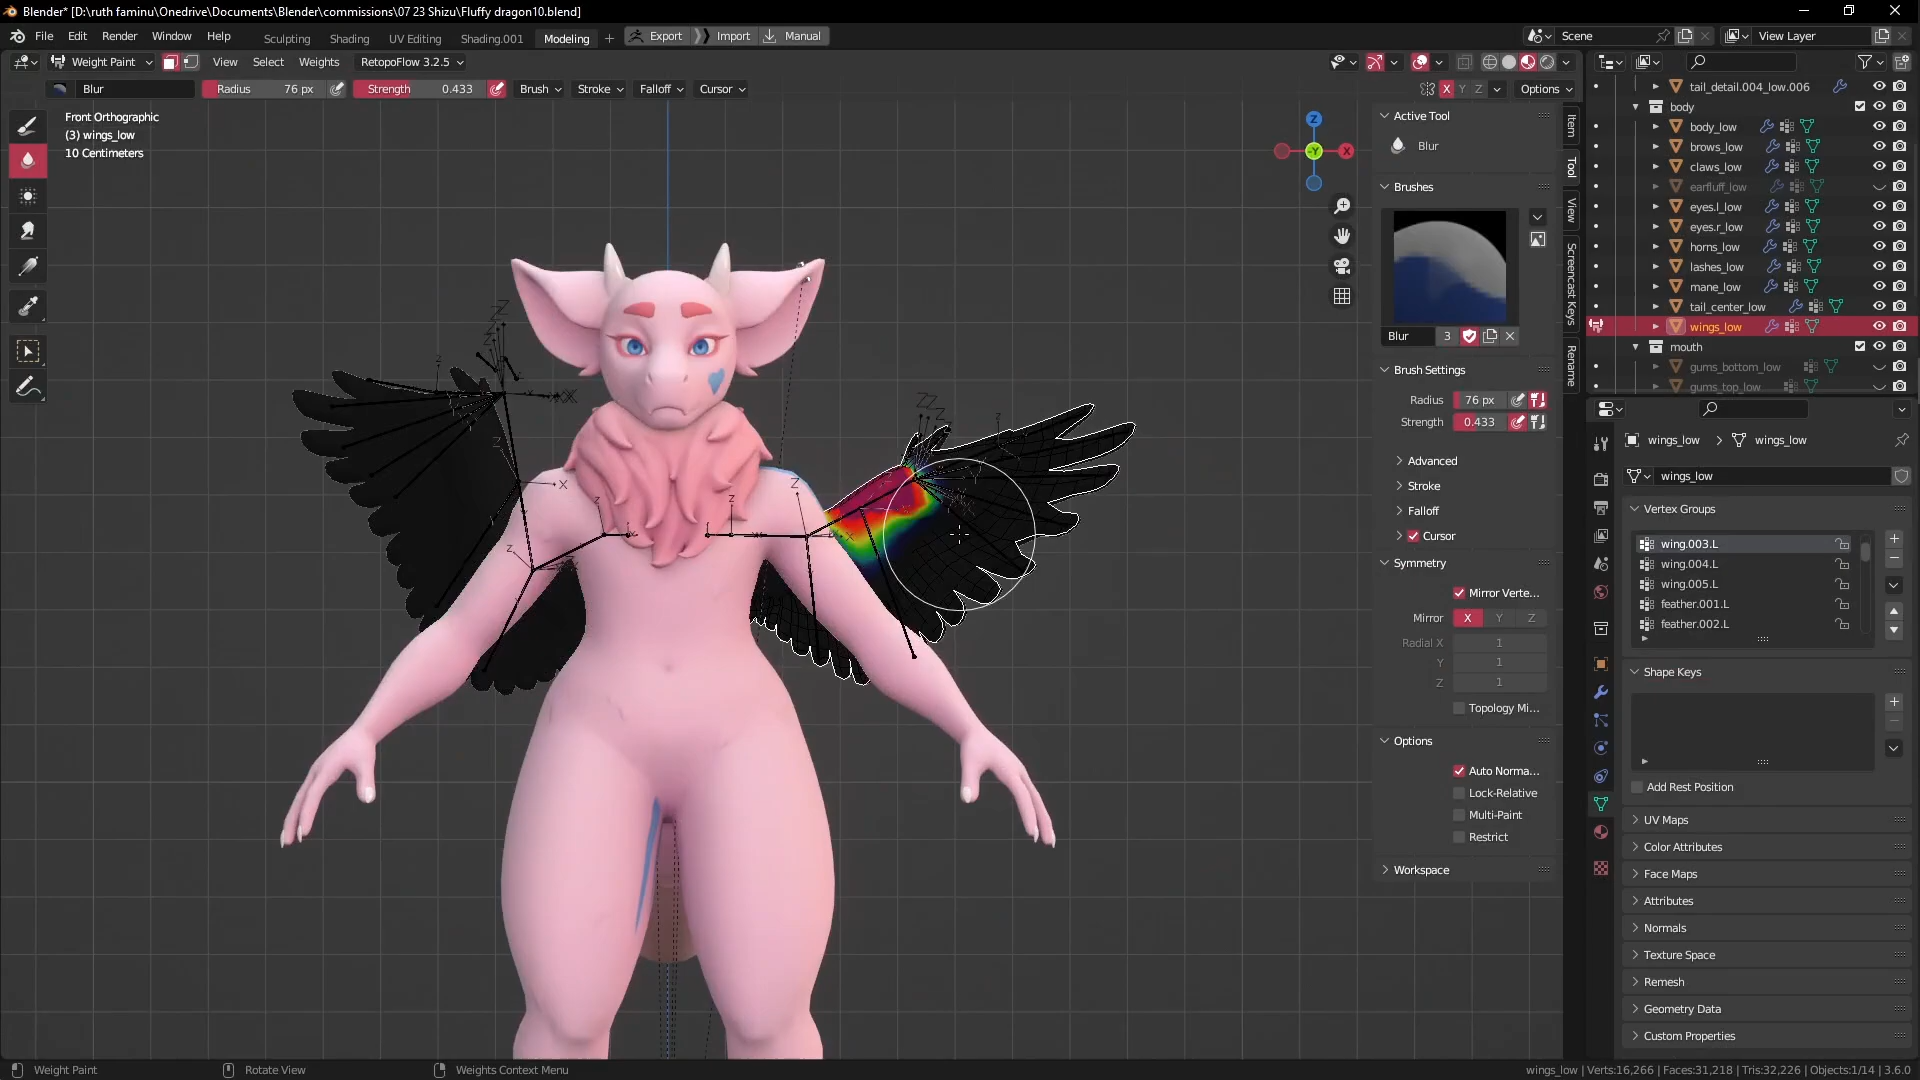 Blender* [D:\ruth faminu\Onedrive\Documents\Blender\commissions\07 23 Shizu\Fluffy dragon10.blend]
File Edit Render Window Help Sculpting Shading UV Editing Shading.001 Modeling + Export Import Manual Scene View Layer
Weight Paint View Select Weights RetopoFlow 3.2.5
Blur Radius 76 px Strength 0.433 Brush Stroke Falloff Cursor X Y Z Options
Front Orthographic
(3) wings_low
10 Centimeters
Z
-Y
X
Active Tool
Blur
Brushes
Blur 3
Brush Settings
Radius 76 px
Strength 0.433
Advanced
Stroke
Falloff
Cursor
Symmetry
Mirror Verte...
Mirror X Y Z
Radial X 1
Y 1
Z 1
Topology Mi...
Options
Auto Norma...
Lock-Relative
Multi-Paint
Restrict
Workspace
Item
Tool
View
Screencast Keys
Rename
tail_detail.004_low.006
body
body_low
brows_low
claws_low
earfluff_low
eyes.l_low
eyes.r_low
horns_low
lashes_low
mane_low
tail_center_low
wings_low
mouth
gums_bottom_low
gums_top_low
wings_low > wings_low
wings_low
Vertex Groups
wing.003.L
wing.004.L
wing.005.L
feather.001.L
feather.002.L
Shape Keys
Add Rest Position
UV Maps
Color Attributes
Face Maps
Attributes
Normals
Texture Space
Remesh
Geometry Data
Custom Properties
Weight Paint Rotate View Weights Context Menu wings_low | Verts:16,266 | Faces:31,218 | Tris:32,226 | Objects:1/14 | 3.6.0